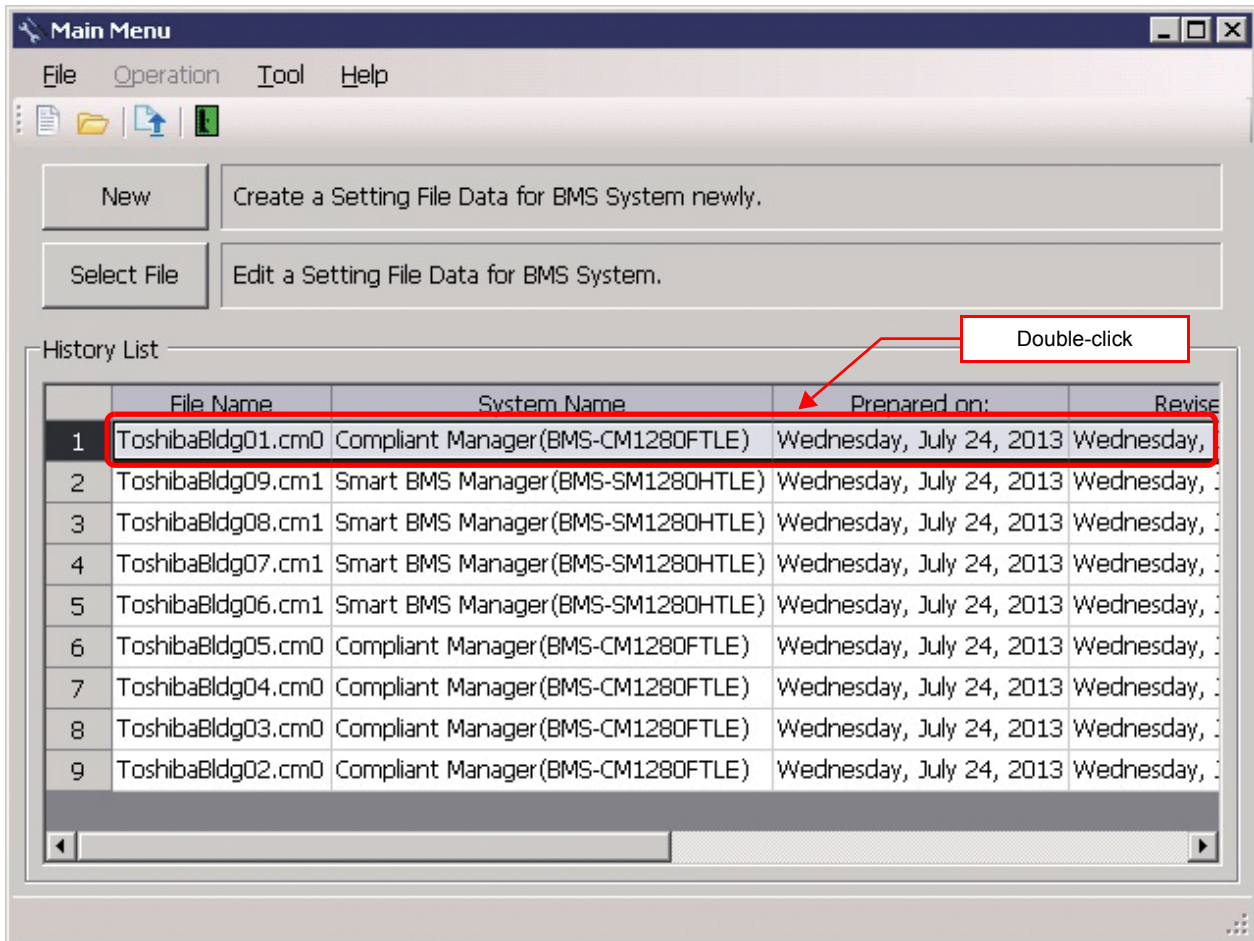 Main Menu
File Operation Tool Help
New Create a Setting File Data for BMS System newly.
Select File Edit a Setting File Data for BMS System.
Double-click
History List
File Name System Name Prepared on: Revise
1 ToshibaBldg01.cm0 Compliant Manager(BMS-CM1280FTLE) Wednesday, July 24, 2013 Wednesday,
2 ToshibaBldg09.cm1 Smart BMS Manager(BMS-SM1280HTLE) Wednesday, July 24, 2013 Wednesday,
3 ToshibaBldg08.cm1 Smart BMS Manager(BMS-SM1280HTLE) Wednesday, July 24, 2013 Wednesday,
4 ToshibaBldg07.cm1 Smart BMS Manager(BMS-SM1280HTLE) Wednesday, July 24, 2013 Wednesday,
5 ToshibaBldg06.cm1 Smart BMS Manager(BMS-SM1280HTLE) Wednesday, July 24, 2013 Wednesday,
6 ToshibaBldg05.cm0 Compliant Manager(BMS-CM1280FTLE) Wednesday, July 24, 2013 Wednesday,
7 ToshibaBldg04.cm0 Compliant Manager(BMS-CM1280FTLE) Wednesday, July 24, 2013 Wednesday,
8 ToshibaBldg03.cm0 Compliant Manager(BMS-CM1280FTLE) Wednesday, July 24, 2013 Wednesday,
9 ToshibaBldg02.cm0 Compliant Manager(BMS-CM1280FTLE) Wednesday, July 24, 2013 Wednesday,